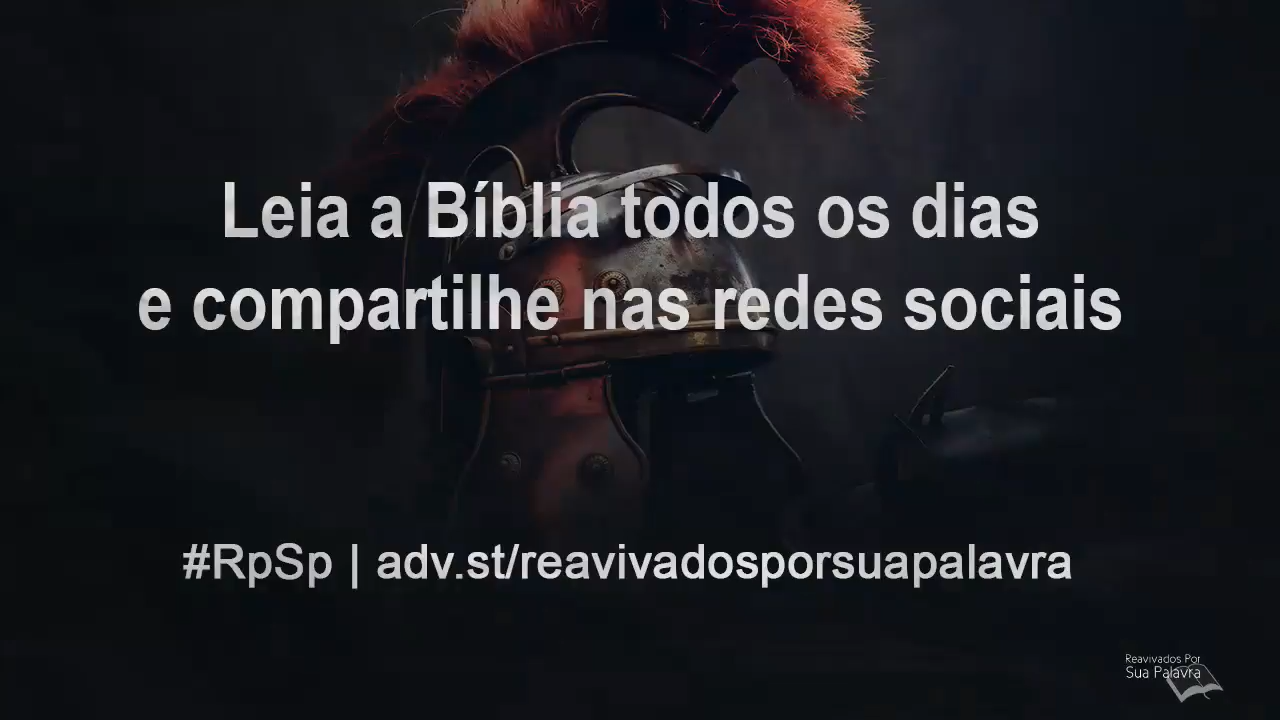 Leia a Bíblia todos os dias
e compartilhe nas redes sociais
#RpSp | adv.st/reavivadosporsuapalavra
Reavivados Por
Sua Palavra